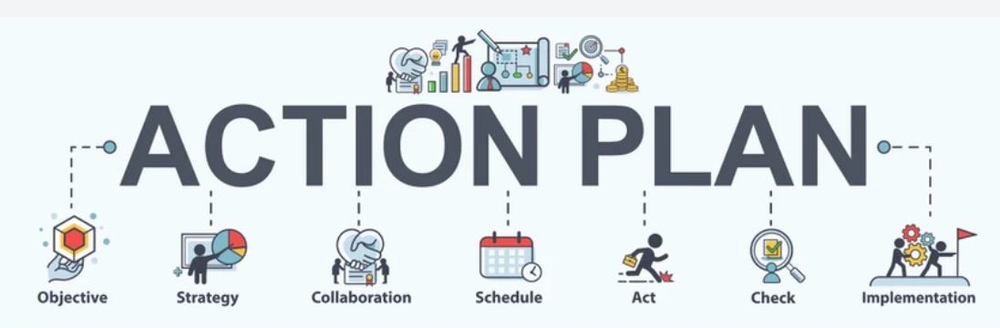 ACTION PLAN
Objective
Strategy
Collaboration
Schedule
Act
Check
Implementation